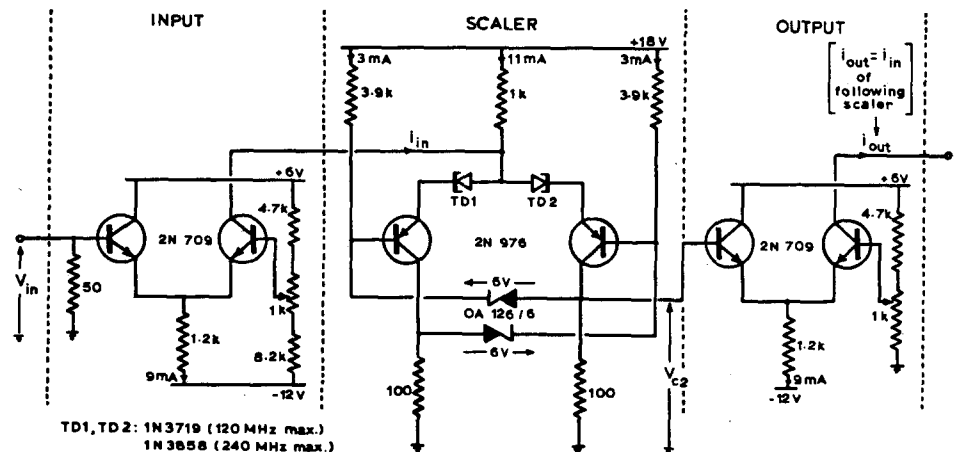 INPUT
SCALER
OUTPUT
+18V
3mA
11mA
3mA
3.9k
1k
3.9k
[iout = iin
of
following
scaler]
iin
iout
+6V
4.7k
TD1
TD2
+6V
4.7k
2N 709
2N 976
2N 709
Vin
50
1k
6V
OA 126/6
6V
1k
1.2k
8.2k
1.2k
9mA
-12V
100
100
Vc2
9mA
-12V
TD1, TD2: 1N3719 (120 MHz max.)
1N3858 (240 MHz max.)